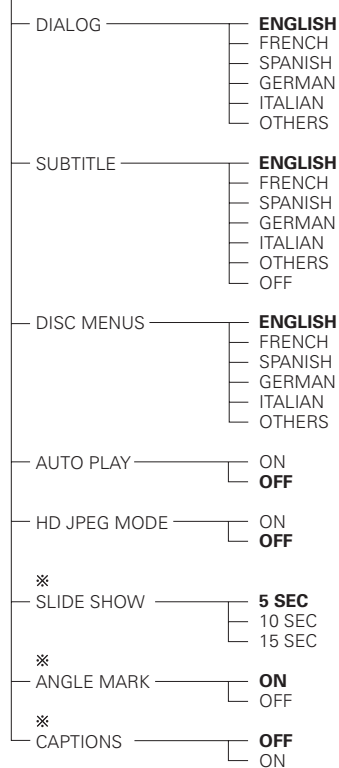 DIALOG ENGLISH
FRENCH
SPANISH
GERMAN
ITALIAN
OTHERS
SUBTITLE ENGLISH
FRENCH
SPANISH
GERMAN
ITALIAN
OTHERS
OFF
DISC MENUS ENGLISH
FRENCH
SPANISH
GERMAN
ITALIAN
OTHERS
AUTO PLAY ON
OFF
HD JPEG MODE ON
OFF
※
SLIDE SHOW 5 SEC
10 SEC
15 SEC
※
ANGLE MARK ON
OFF
※
CAPTIONS OFF
ON